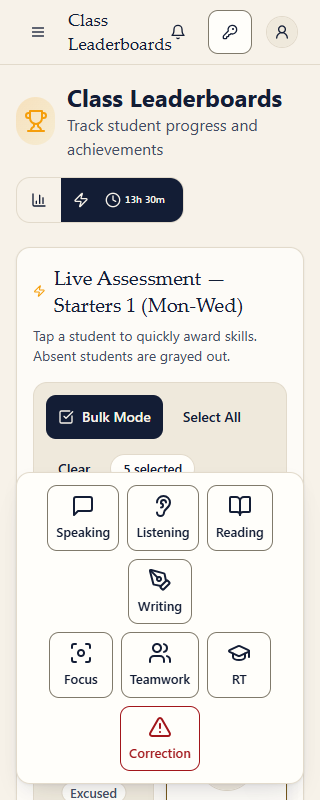 Class
Leaderboards
Class Leaderboards
Track student progress and
achievements
13h 30m
Live Assessment —
Starters 1 (Mon-Wed)
Tap a student to quickly award skills.
Absent students are grayed out.
Bulk Mode
Select All
Clear
5 selected
Speaking
Listening
Reading
Writing
Focus
Teamwork
RT
Correction
Excused